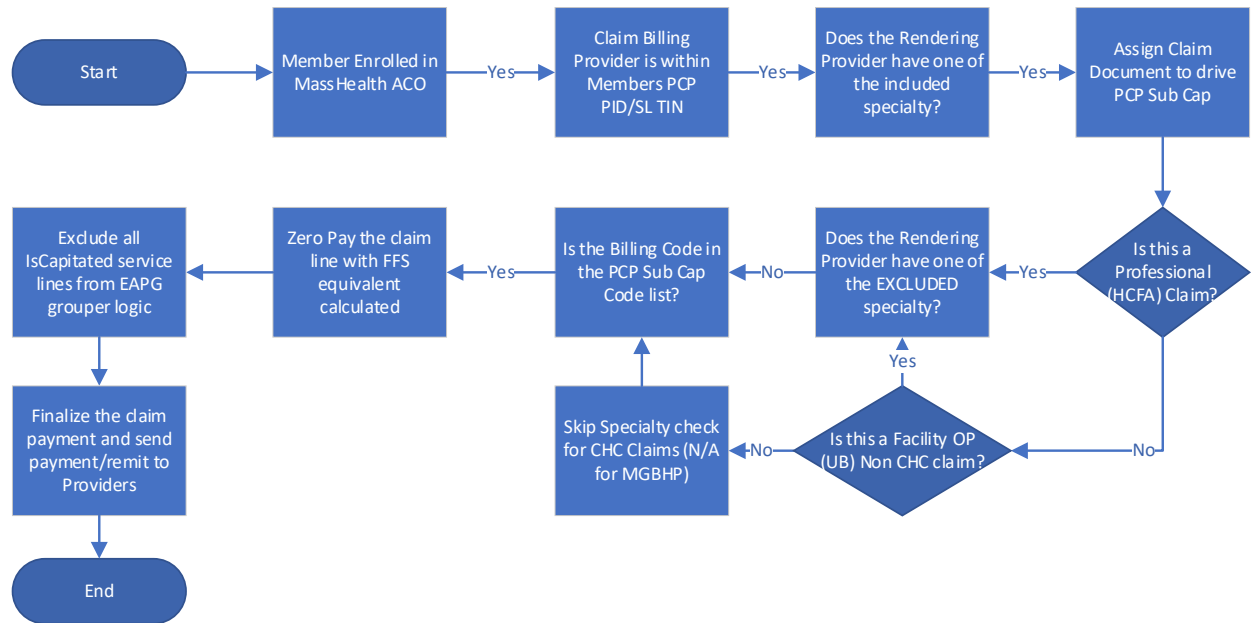 Start
Member Enrolled in
MassHealth ACO
Yes
Claim Billing
Provider is within
Members PCP
PID/SL TIN
Yes
Does the Rendering
Provider have one of
the included
specialty?
Yes
Assign Claim
Document to drive
PCP Sub Cap
Is this a
Professional
(HCFA) Claim?
Yes
Does the Rendering
Provider have one of
the EXCLUDED
specialty?
No
Is the Billing Code in
the PCP Sub Cap
Code list?
Yes
Zero Pay the claim
line with FFS
equivalent
calculated
Exclude all
IsCapitated service
lines from EAPG
grouper logic
No
Is this a Facility OP
(UB) Non CHC claim?
Yes
No
Skip Specialty check
for CHC Claims (N/A
for MGBHP)
Finalize the claim
payment and send
payment/remit to
Providers
End